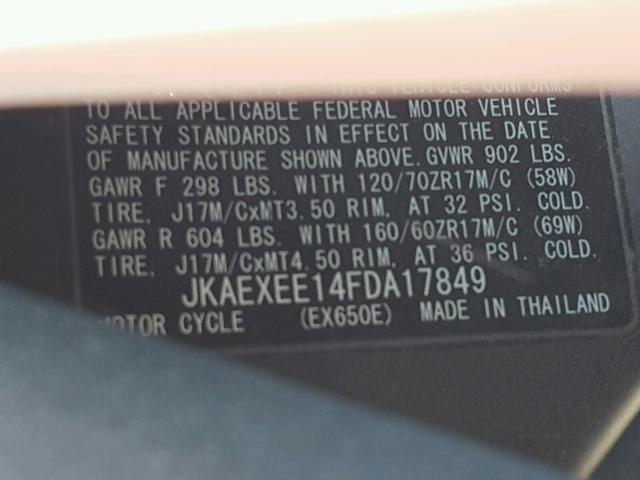 THIS VEHICLE CONFORMS
TO ALL APPLICABLE FEDERAL MOTOR VEHICLE
SAFETY STANDARDS IN EFFECT ON THE DATE
OF MANUFACTURE SHOWN ABOVE. GVWR 902 LBS.
GAWR F 298 LBS. WITH 120/70ZR17M/C (58W)
TIRE, J17M/CxMT3.50 RIM, AT 32 PSI. COLD.
GAWR R 604 LBS. WITH 160/60ZR17M/C (69W)
TIRE, J17M/CxMT4.50 RIM, AT 36 PSI. COLD.
JKAEXEE14FDA17849
MOTOR CYCLE (EX650E) MADE IN THAILAND